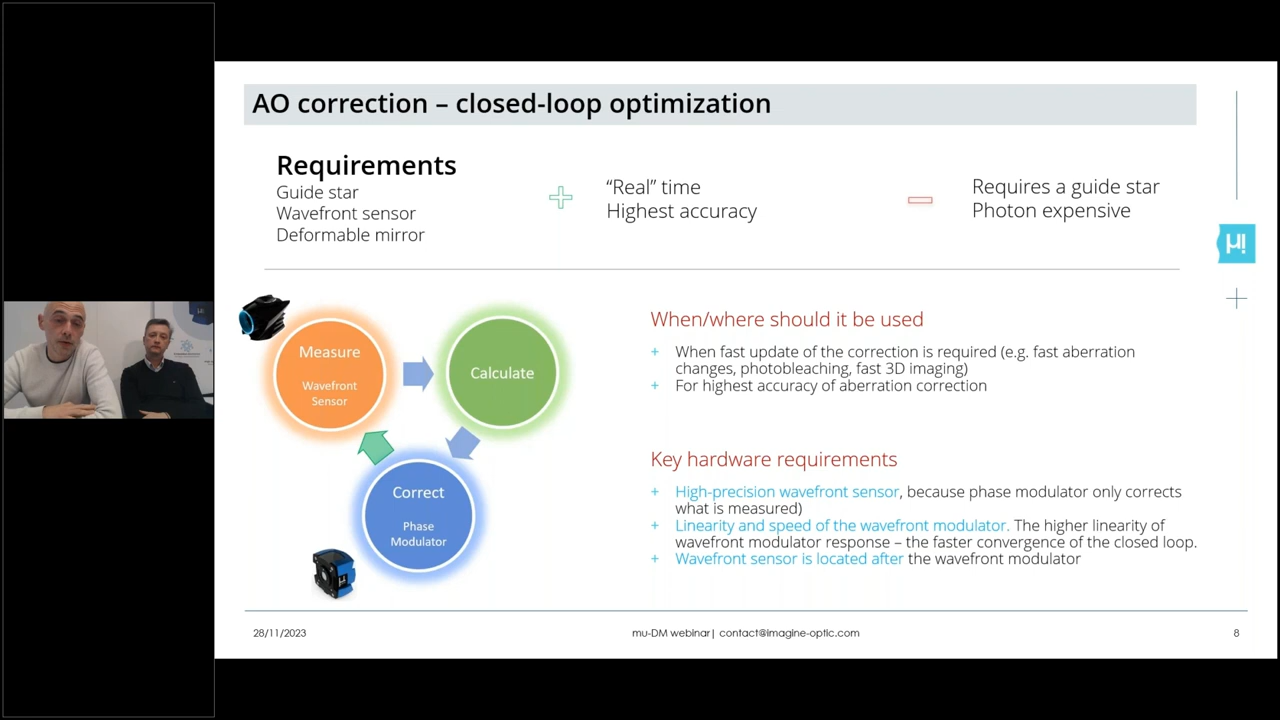 AO correction – closed-loop optimization
Requirements
Guide star
Wavefront sensor
Deformable mirror
“Real” time
Highest accuracy
Requires a guide star
Photon expensive
µi
Measure
Wavefront
Sensor
Calculate
Correct
Phase
Modulator
When/where should it be used
+ When fast update of the correction is required (e.g. fast aberration
changes, photobleaching, fast 3D imaging)
+ For highest accuracy of aberration correction
Key hardware requirements
+ High-precision wavefront sensor, because phase modulator only corrects
what is measured)
+ Linearity and speed of the wavefront modulator. The higher linearity of
wavefront modulator response – the faster convergence of the closed loop.
+ Wavefront sensor is located after the wavefront modulator
28/11/2023
mu-DM webinar| contact@imagine-optic.com
8